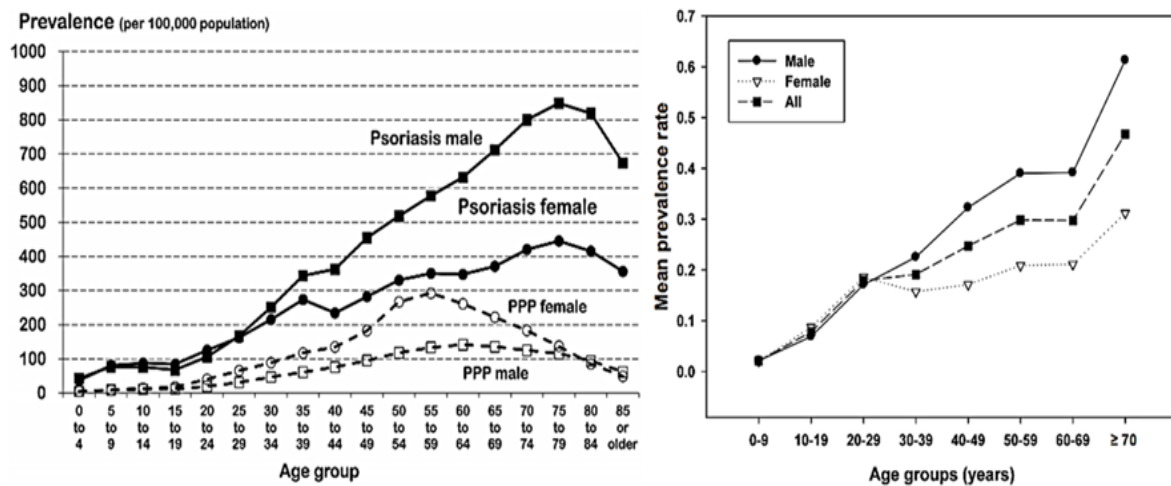 Prevalence (per 100,000 population)
1000
900
800
700
600
500
400
300
200
100
0
Psoriasis male
Psoriasis female
PPP female
PPP male
0 to 4
5 to 9
10 to 14
15 to 19
20 to 24
25 to 29
30 to 34
35 to 39
40 to 44
45 to 49
50 to 54
55 to 59
60 to 64
65 to 69
70 to 74
75 to 79
80 to 84
85 or older
Age group
Mean prevalence rate
0.7
0.6
0.5
0.4
0.3
0.2
0.1
0.0
Male
Female
All
0-9
10-19
20-29
30-39
40-49
50-59
60-69
≥ 70
Age groups (years)